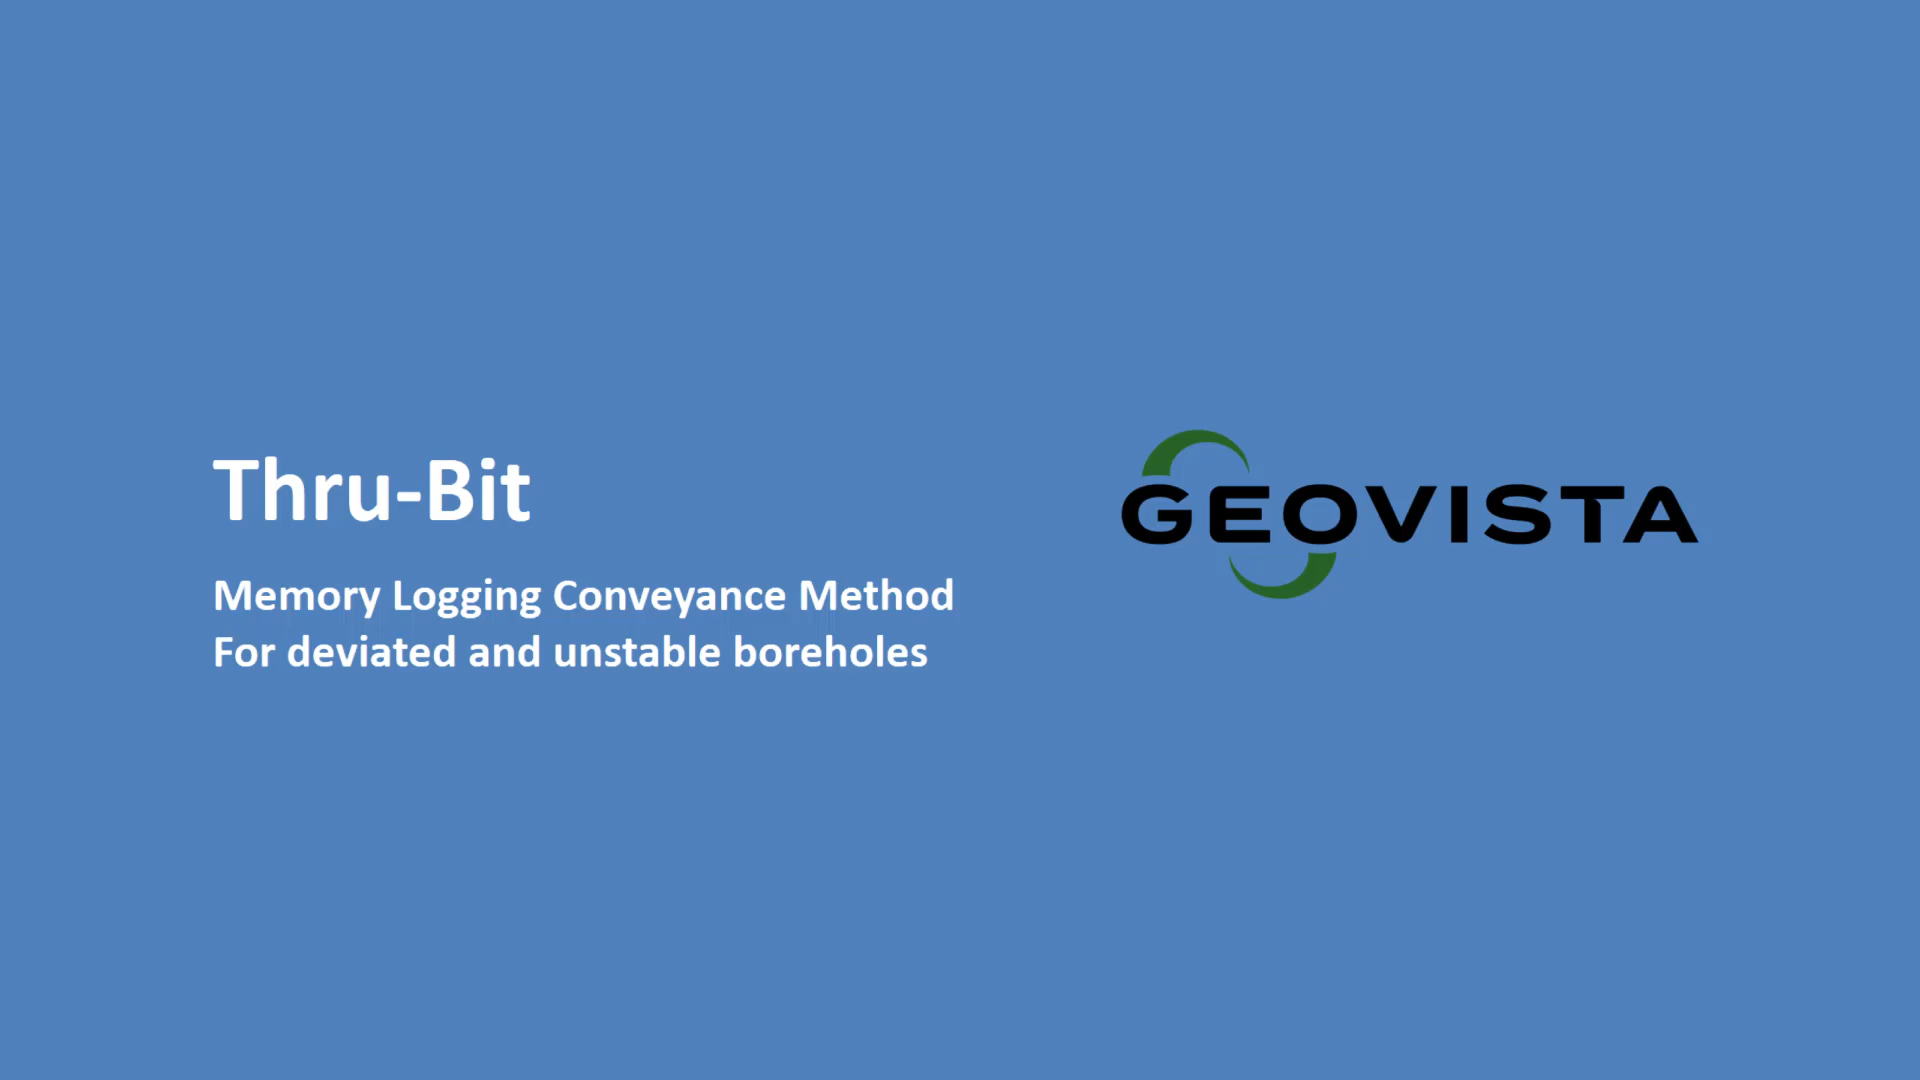 Thru-Bit
Memory Logging Conveyance Method
For deviated and unstable boreholes
GEOVISTA